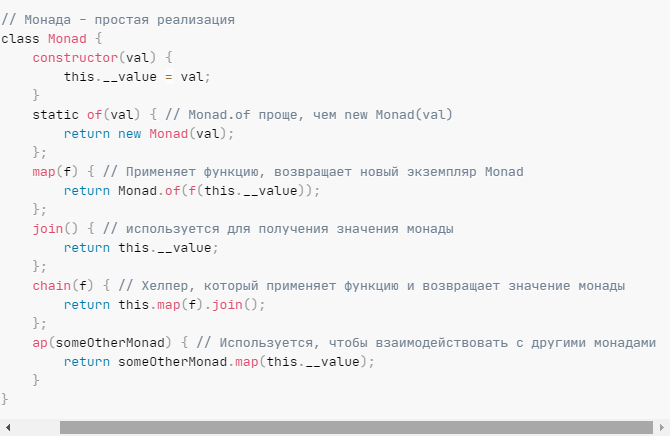 // Монада – простая реализация
class Monad {
    constructor(val) {
        this.__value = val;
    }
    static of(val) { // Monad.of проще, чем new Monad(val)
        return new Monad(val);
    };
    map(f) { // Применяет функцию, возвращает новый экземпляр Monad
        return Monad.of(f(this.__value));
    };
    join() { // используется для получения значения монады
        return this.__value;
    };
    chain(f) { // Хелпер, который применяет функцию и возвращает значение монады
        return this.map(f).join();
    };
    ap(someOtherMonad) { // Используется, чтобы взаимодействовать с другими монадами
        return someOtherMonad.map(this.__value);
    }
}